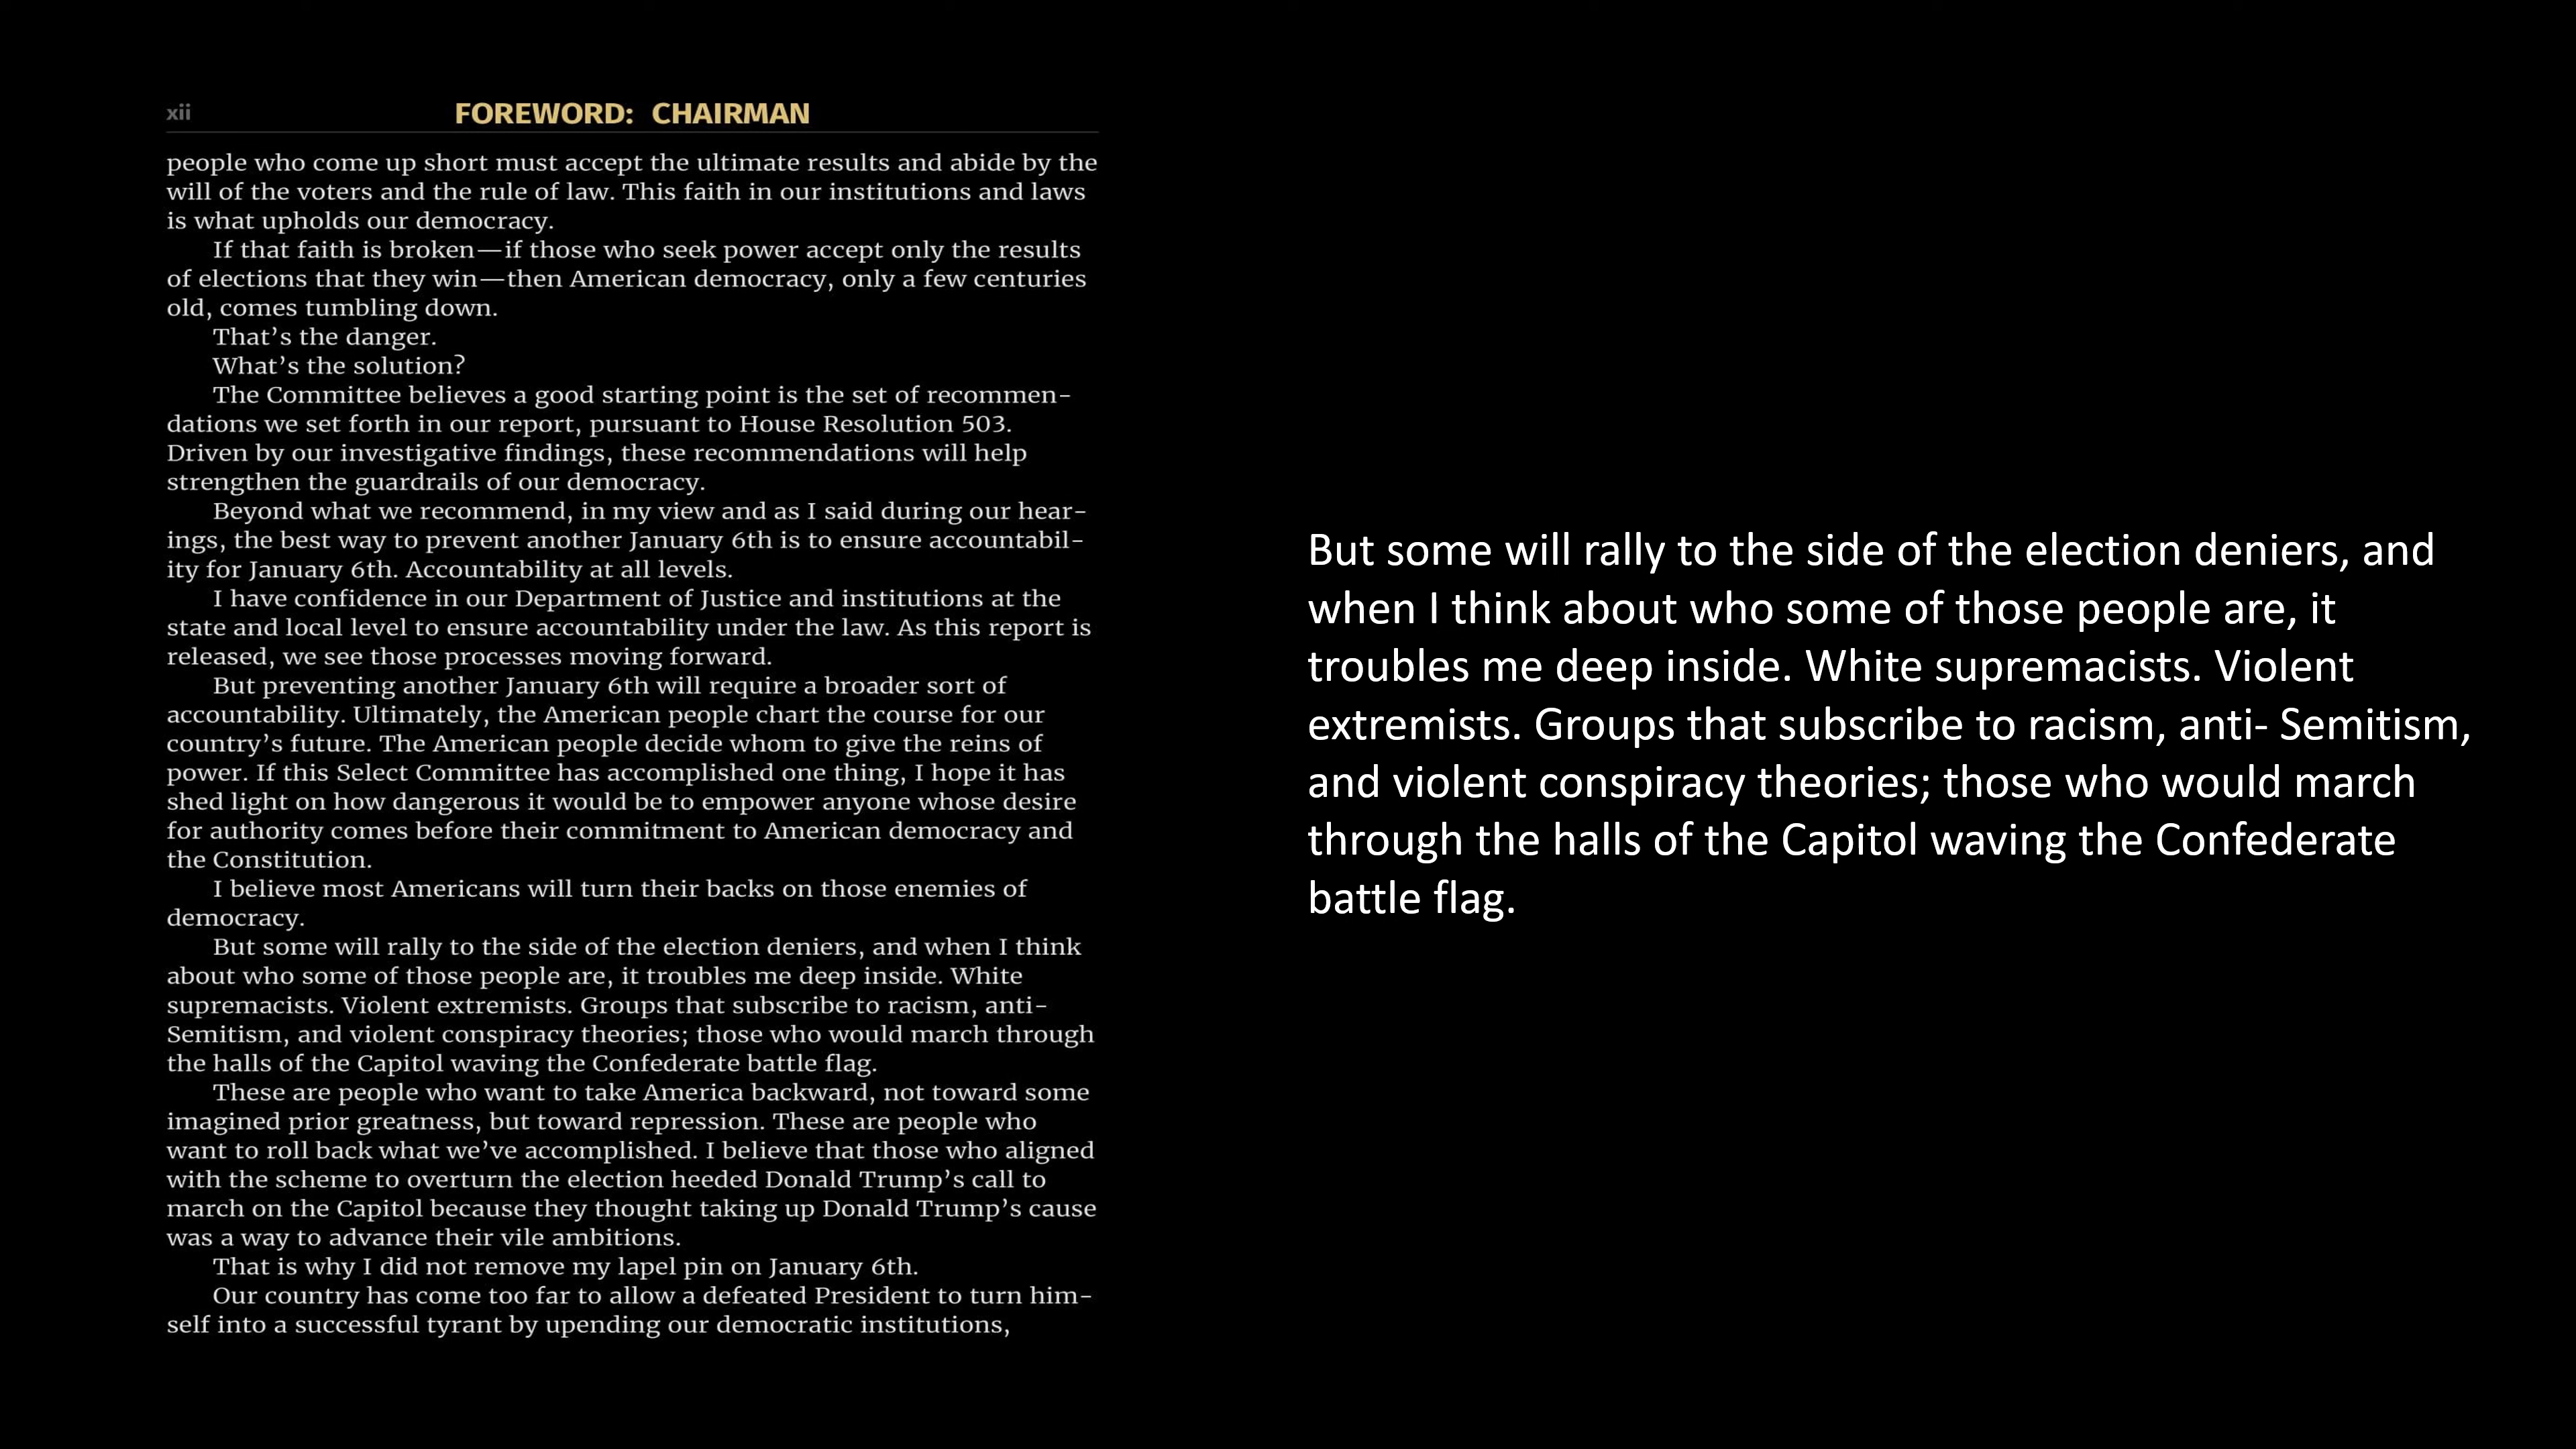 xii
FOREWORD: CHAIRMAN
people who come up short must accept the ultimate results and abide by the
will of the voters and the rule of law. This faith in our institutions and laws
is what upholds our democracy.
If that faith is broken—if those who seek power accept only the results
of elections that they win—then American democracy, only a few centuries
old, comes tumbling down.
That’s the danger.
What’s the solution?
The Committee believes a good starting point is the set of recommen-
dations we set forth in our report, pursuant to House Resolution 503.
Driven by our investigative findings, these recommendations will help
strengthen the guardrails of our democracy.
Beyond what we recommend, in my view and as I said during our hear-
ings, the best way to prevent another January 6th is to ensure accountabil-
ity for January 6th. Accountability at all levels.
I have confidence in our Department of Justice and institutions at the
state and local level to ensure accountability under the law. As this report is
released, we see those processes moving forward.
But preventing another January 6th will require a broader sort of
accountability. Ultimately, the American people chart the course for our
country’s future. The American people decide whom to give the reins of
power. If this Select Committee has accomplished one thing, I hope it has
shed light on how dangerous it would be to empower anyone whose desire
for authority comes before their commitment to American democracy and
the Constitution.
I believe most Americans will turn their backs on those enemies of
democracy.
But some will rally to the side of the election deniers, and when I think
about who some of those people are, it troubles me deep inside. White
supremacists. Violent extremists. Groups that subscribe to racism, anti-
Semitism, and violent conspiracy theories; those who would march through
the halls of the Capitol waving the Confederate battle flag.
These are people who want to take America backward, not toward some
imagined prior greatness, but toward repression. These are people who
want to roll back what we’ve accomplished. I believe that those who aligned
with the scheme to overturn the election heeded Donald Trump’s call to
march on the Capitol because they thought taking up Donald Trump’s cause
was a way to advance their vile ambitions.
That is why I did not remove my lapel pin on January 6th.
Our country has come too far to allow a defeated President to turn him-
self into a successful tyrant by upending our democratic institutions,
But some will rally to the side of the election deniers, and
when I think about who some of those people are, it
troubles me deep inside. White supremacists. Violent
extremists. Groups that subscribe to racism, anti- Semitism,
and violent conspiracy theories; those who would march
through the halls of the Capitol waving the Confederate
battle flag.